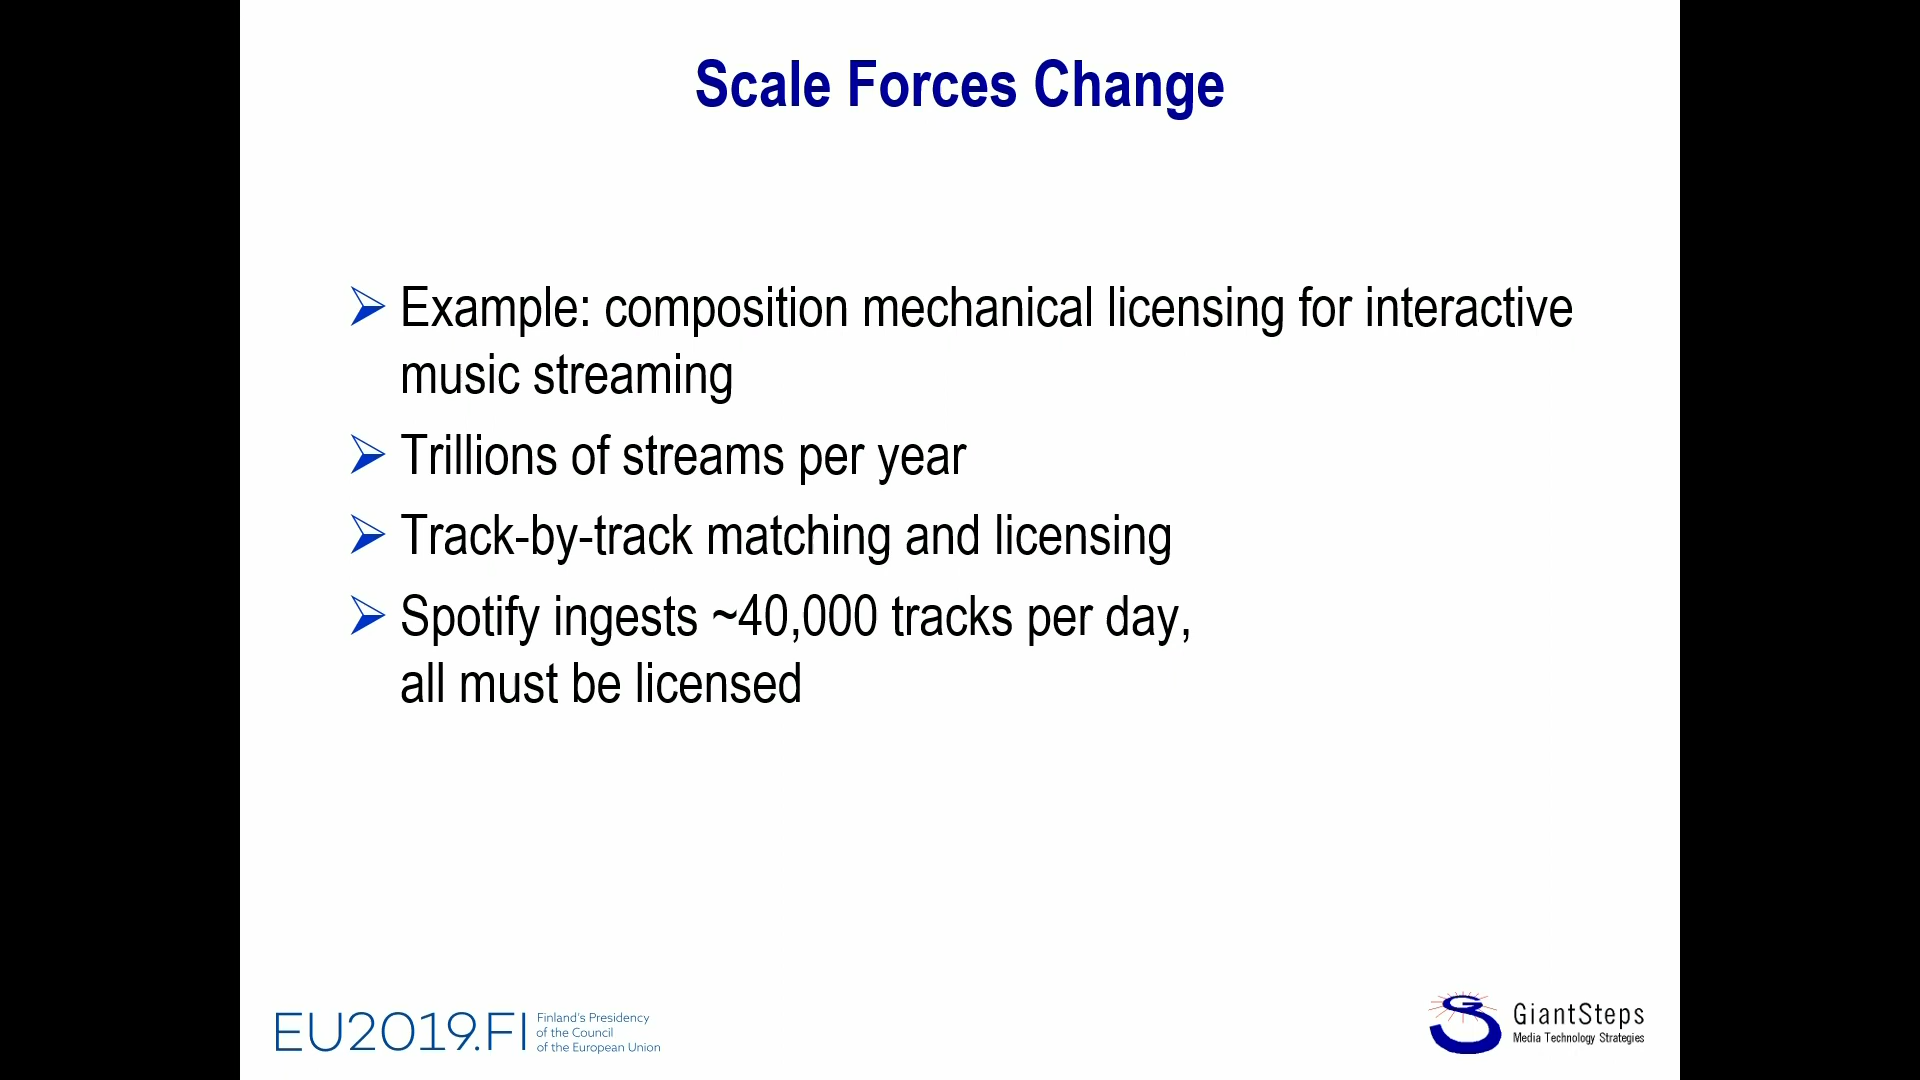 Scale Forces Change
Example: composition mechanical licensing for interactive
music streaming
Trillions of streams per year
Track-by-track matching and licensing
Spotify ingests ~40,000 tracks per day,
all must be licensed
EU2019.FI
Finland's Presidency
of the Council
of the European Union
GiantSteps
Media Technology Strategies